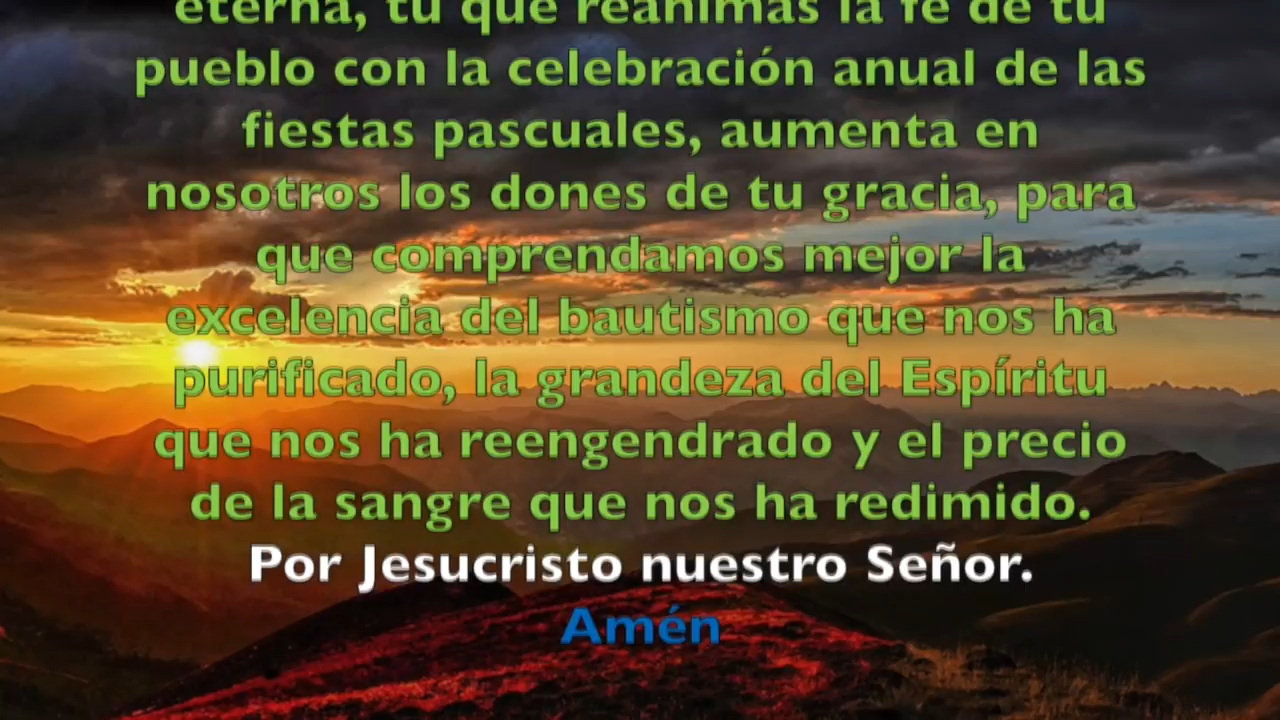 eterna, tú que reanimas la fe de tu
pueblo con la celebración anual de las
fiestas pascuales, aumenta en
nosotros los dones de tu gracia, para
que comprendamos mejor la
excelencia del bautismo que nos ha
purificado, la grandeza del Espíritu
que nos ha reengendrado y el precio
de la sangre que nos ha redimido.
Por Jesucristo nuestro Señor.
Amén